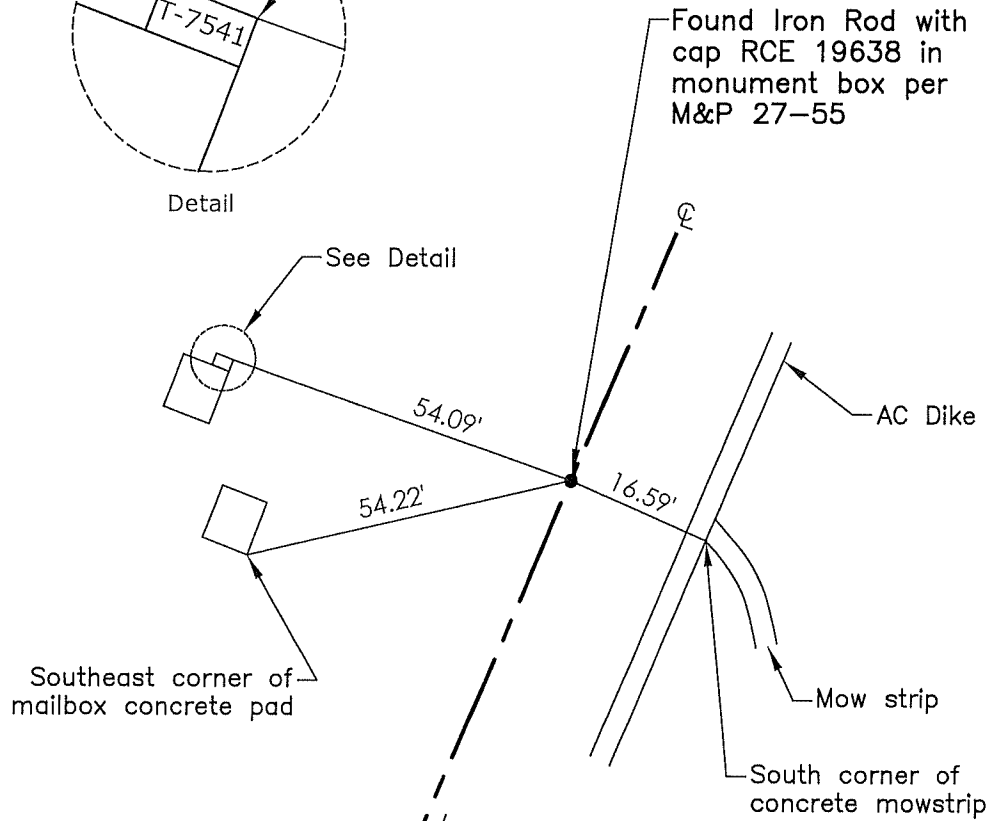 T-7541
Found Iron Rod with
cap RCE 19638 in
monument box per
M&P 27-55
Detail
℄
See Detail
54.09'
AC Dike
16.59'
54.22'
Southeast corner of
mailbox concrete pad
Mow strip
South corner of
concrete mowstrip